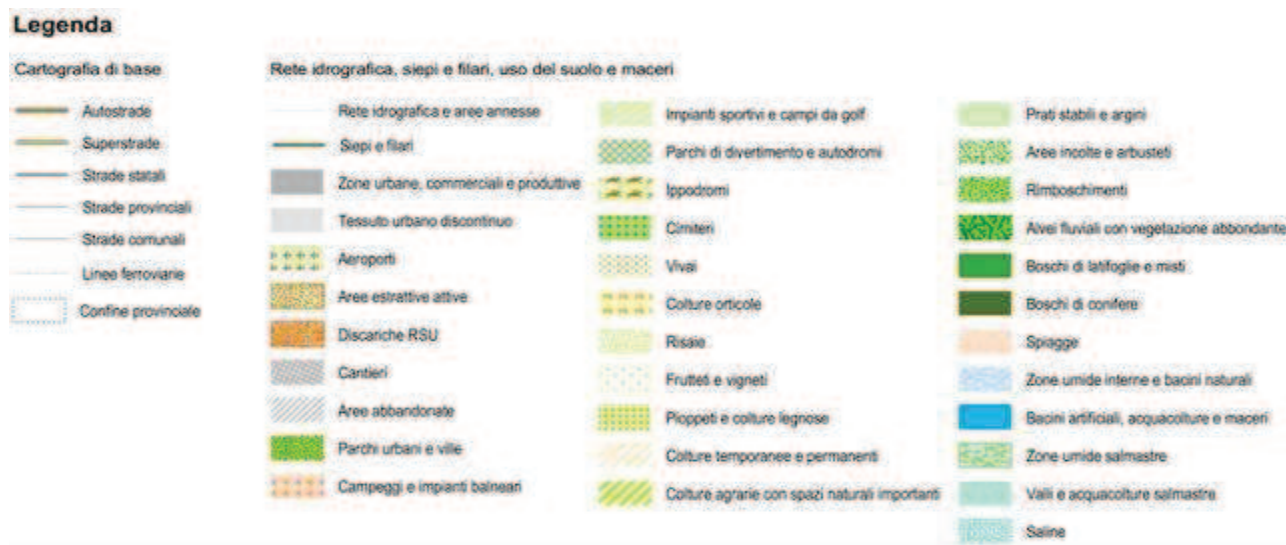 Legenda
Cartografia di base
Autostrade
Superstrade
Strade statali
Strade provinciali
Strade comunali
Linee ferroviarie
Confine provinciale
Rete idrografica, siepi e filari, uso del suolo e maceri
Rete idrografica e aree annesse
Siepi e filari
Zone urbane, commerciali e produttive
Tessuto urbano discontinuo
Aeroporti
Aree estrattive attive
Discariche RSU
Cantieri
Aree abbandonate
Parchi urbani e ville
Campeggi e impianti balneari
Impianti sportivi e campi da golf
Parchi di divertimento e autodromi
Ippodromi
Cimiteri
Vivai
Colture orticole
Risaie
Frutteti e vigneti
Pioppeti e colture legnose
Colture temporanee e permanenti
Colture agrarie con spazi naturali importanti
Prati stabili e argini
Aree incolte e arbusteti
Rimboschimenti
Alvei fluviali con vegetazione abbondante
Boschi di latifoglie e misti
Boschi di conifere
Spiagge
Zone umide interne e bacini naturali
Bacini artificiali, acquacolture e maceri
Zone umide salmastre
Valli e acquacolture salmastre
Saline